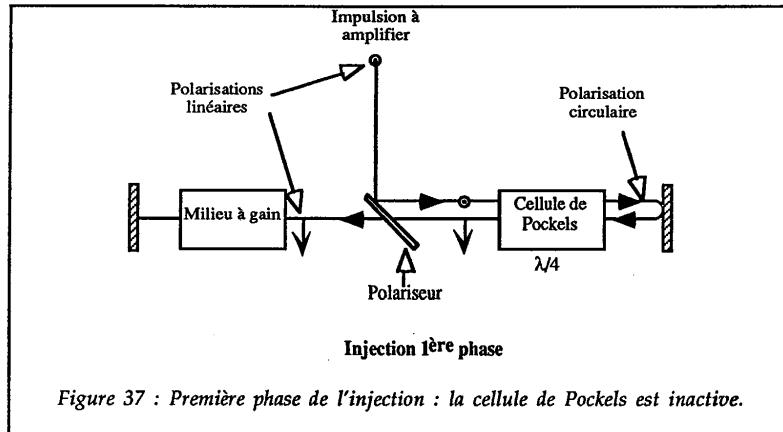 Impulsion à
amplifier
Polarisations
linéaires
Polarisation
circulaire
Milieu à gain
Cellule de
Pockels
λ/4
Polariseur
Injection 1ère phase
Figure 37 : Première phase de l'injection : la cellule de Pockels est inactive.